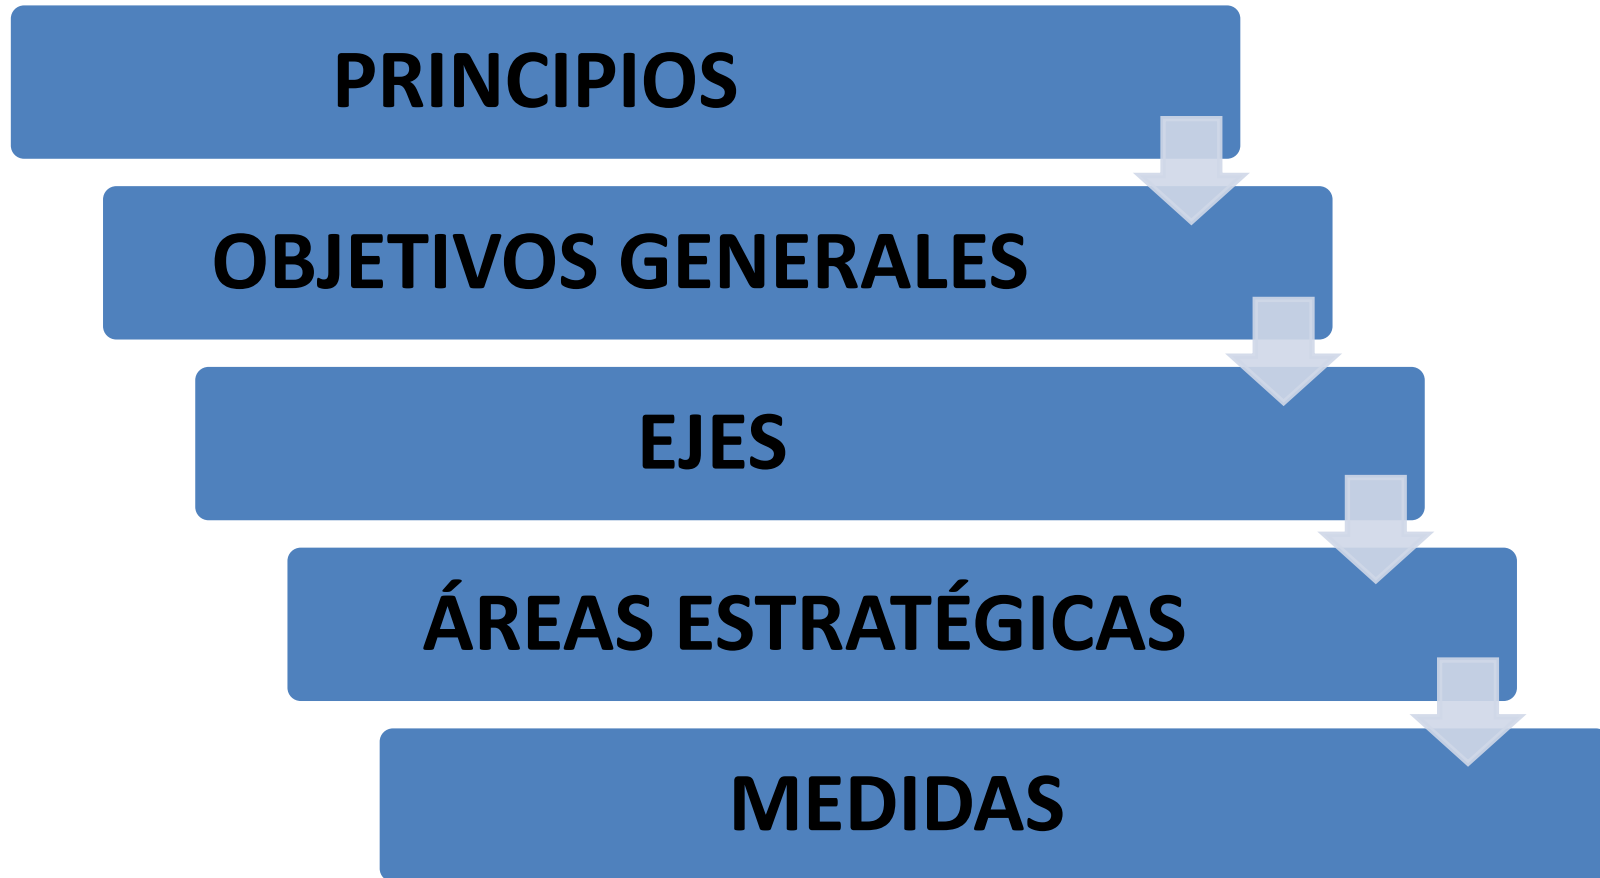 PRINCIPIOS
OBJETIVOS GENERALES
EJES
ÁREAS ESTRATÉGICAS
MEDIDAS